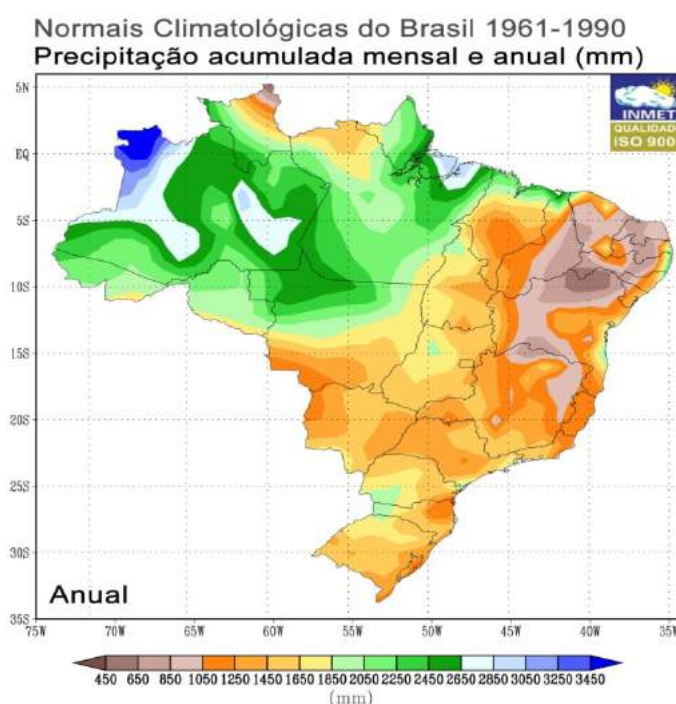 Normais Climatológicas do Brasil 1961-1990
Precipitação acumulada mensal e anual (mm)
INMET
QUALIDAD
ISO 900
5N
EQ
5S
10S
15S
20S
25S
30S
35S
Anual
75W 70W 65W 60W 55W 50W 45W 40W 35W
450 650 850 1050 1250 1450 1650 1850 2050 2250 2450 2650 2850 3050 3250 3450
(mm)